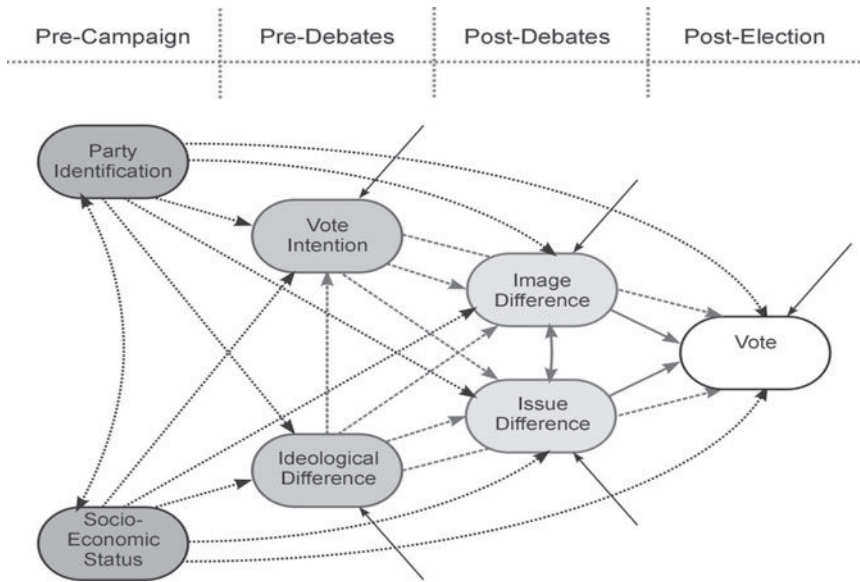 Pre-Campaign
Pre-Debates
Post-Debates
Post-Election
Party
Identification
Vote
Intention
Image
Difference
Vote
Issue
Difference
Ideological
Difference
Socio-
Economic
Status